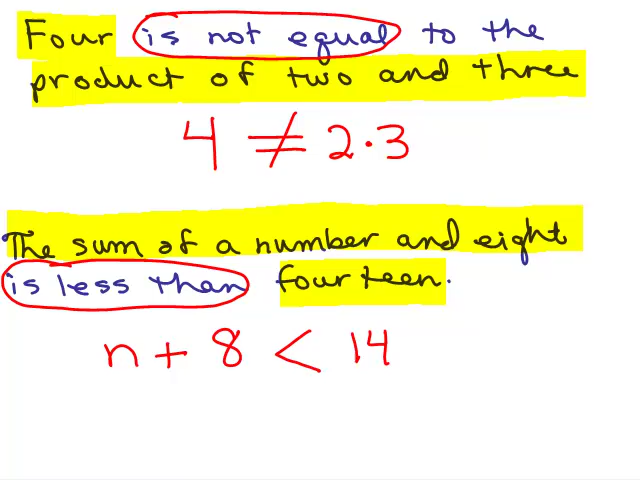 Four is not equal to the
product of two and three
4 ≠ 2·3
The sum of a number and eight
is less than fourteen.
n + 8 < 14